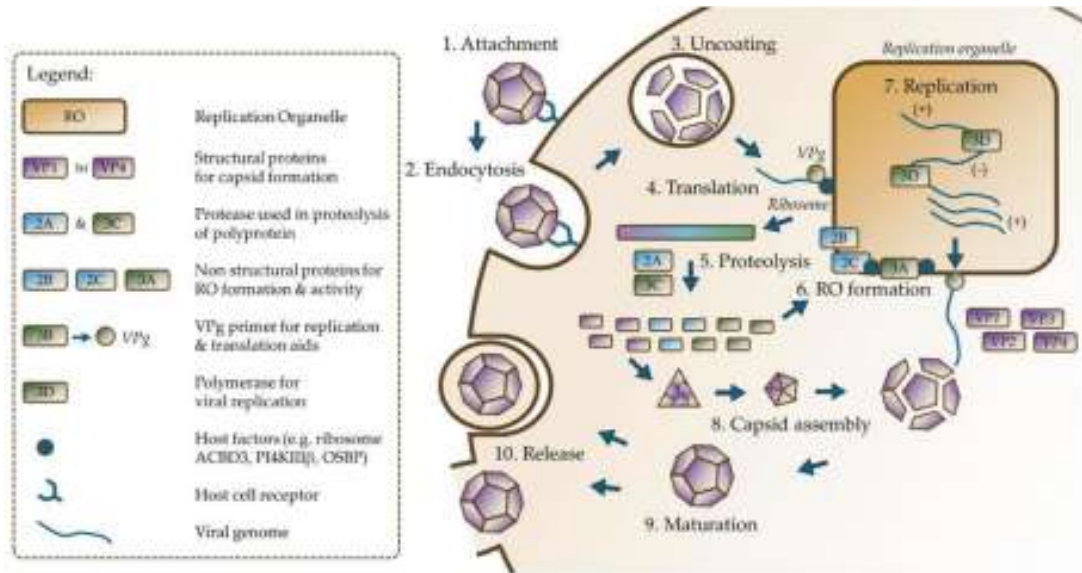 Legend:
RO
Replication Organelle
VP1 to VP4
Structural proteins
for capsid formation
2A & 3C
Protease used in proteolysis
of polyprotein
2B 2C 3A
Non structural proteins for
RO formation & activity
3B VPg
VPg primer for replication
& translation aids
3D
Polymerase for
viral replication
Host factors (e.g. ribosome
ACBD3, PI4KIIIβ, OSBP)
Host cell receptor
Viral genome
1. Attachment
2. Endocytosis
3. Uncoating
VPg
4. Translation
Ribosome
2A
3C
5. Proteolysis
2B
2C
3A
6. RO formation
Replication organelle
7. Replication
(+)
3D
(-)
3D
(+)
VP1 VP3
VP2 VP4
8. Capsid assembly
9. Maturation
10. Release